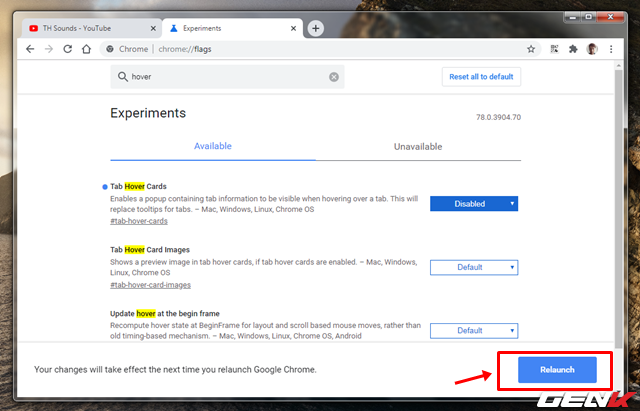 TH Sounds - YouTube
Experiments
Chrome
chrome://flags
hover
Reset all to default
Experiments
78.0.3904.70
Available
Unavailable
Tab Hover Cards
Enables a popup containing tab information to be visible when hovering over a tab. This will
replace tooltips for tabs. – Mac, Windows, Linux, Chrome OS
#tab-hover-cards
Disabled
Tab Hover Card Images
Shows a preview image in tab hover cards, if tab hover cards are enabled. – Mac, Windows,
Linux, Chrome OS
#tab-hover-card-images
Default
Update hover at the begin frame
Recompute hover state at BeginFrame for layout and scroll based mouse moves, rather than
old timing-based mechanism. – Mac, Windows, Linux, Chrome OS, Android
Default
Your changes will take effect the next time you relaunch Google Chrome.
Relaunch
GENK